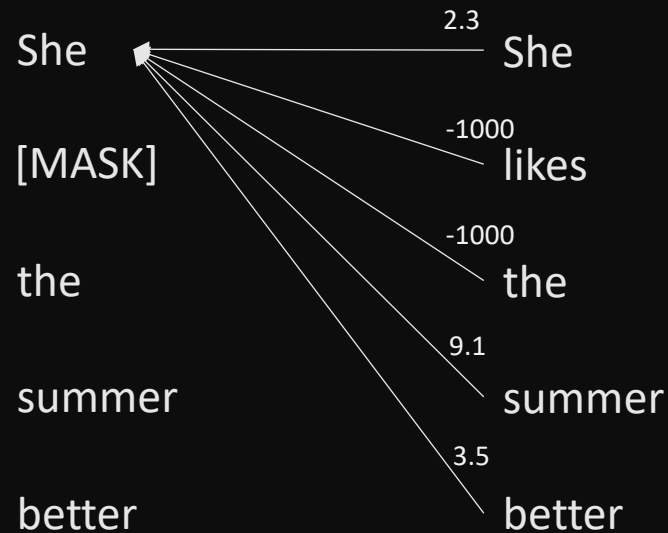 She
2.3
She
[MASK]
-1000
likes
the
-1000
the
summer
9.1
summer
better
3.5
better